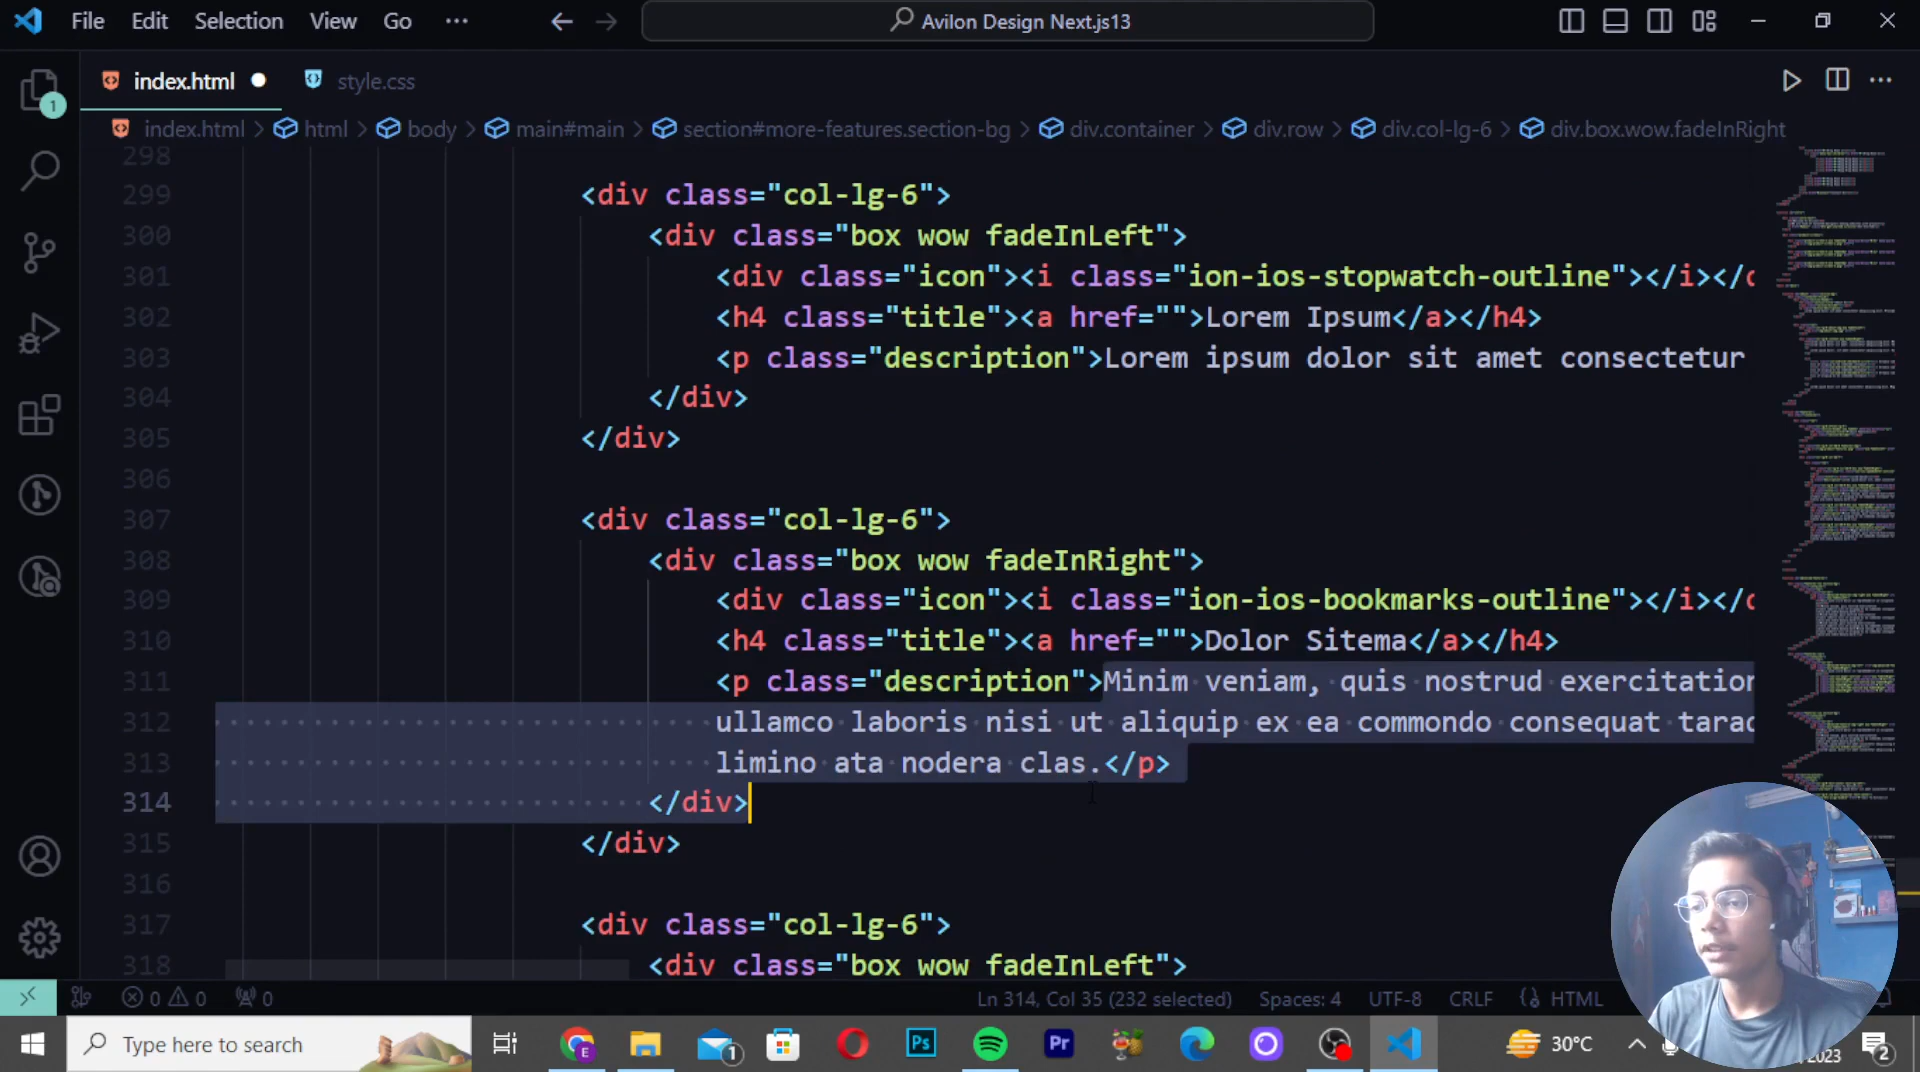 File Edit Selection View Go ··· Avilon Design Next.js13
index.html style.css
1
index.html > html > body > main#main > section#more-features.section-bg > div.container > div.row > div.col-lg-6 > div.box.wow.fadeInRight
298
299 <div class="col-lg-6">
300 <div class="box wow fadeInLeft">
301 <div class="icon"><i class="ion-ios-stopwatch-outline"></i></
302 <h4 class="title"><a href="">Lorem Ipsum</a></h4>
303 <p class="description">Lorem ipsum dolor sit amet consectetur
304 </div>
305 </div>
306
307 <div class="col-lg-6">
308 <div class="box wow fadeInRight">
309 <div class="icon"><i class="ion-ios-bookmarks-outline"></i></
310 <h4 class="title"><a href="">Dolor Sitema</a></h4>
311 <p class="description">Minim veniam, quis nostrud exercitation
312 ullamco laboris nisi ut aliquip ex ea commondo consequat
313 limino ata nodera clas.</p>
314 </div>
315 </div>
316
317 <div class="col-lg-6">
318 <div class="box wow fadeInLeft">
0 0 0 Ln 314, Col 35 (232 selected) Spaces: 4 UTF-8 CRLF HTML
Type here to search E 1 Ps Pr 30°C 2023 2